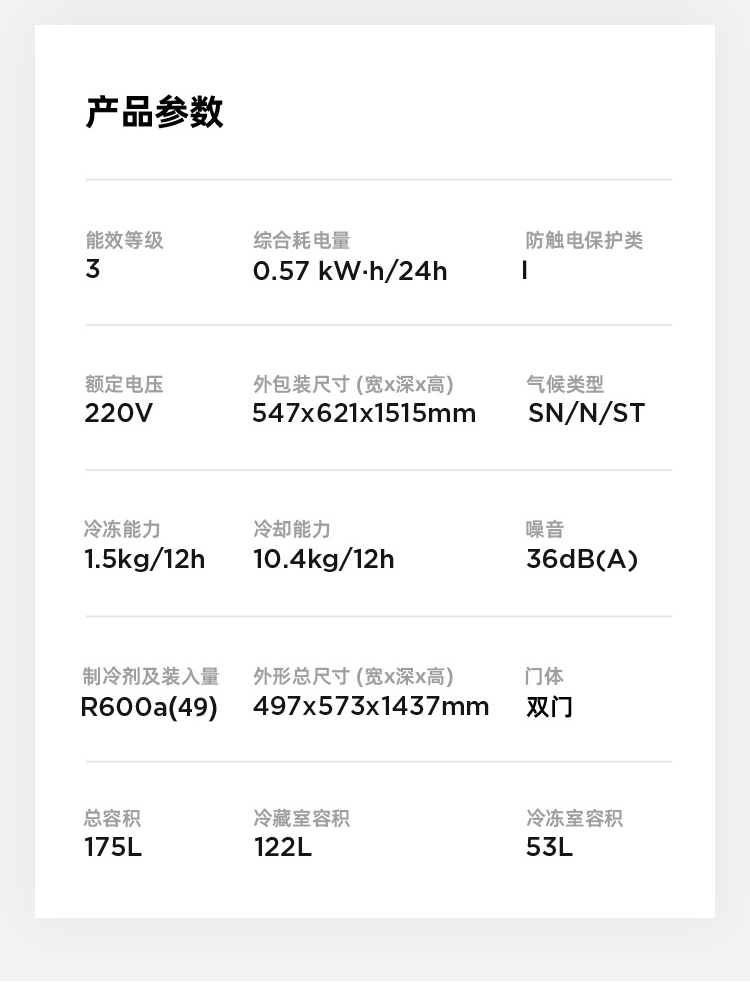 产品参数
能效等级 综合耗电量 防触电保护类
3 0.57 kW·h/24h I
额定电压 外包装尺寸 (宽x深x高) 气候类型
220V 547x621x1515mm SN/N/ST
冷冻能力 冷却能力 噪音
1.5kg/12h 10.4kg/12h 36dB(A)
制冷剂及装入量 外形总尺寸 (宽x深x高) 门体
R600a(49) 497x573x1437mm 双门
总容积 冷藏室容积 冷冻室容积
175L 122L 53L